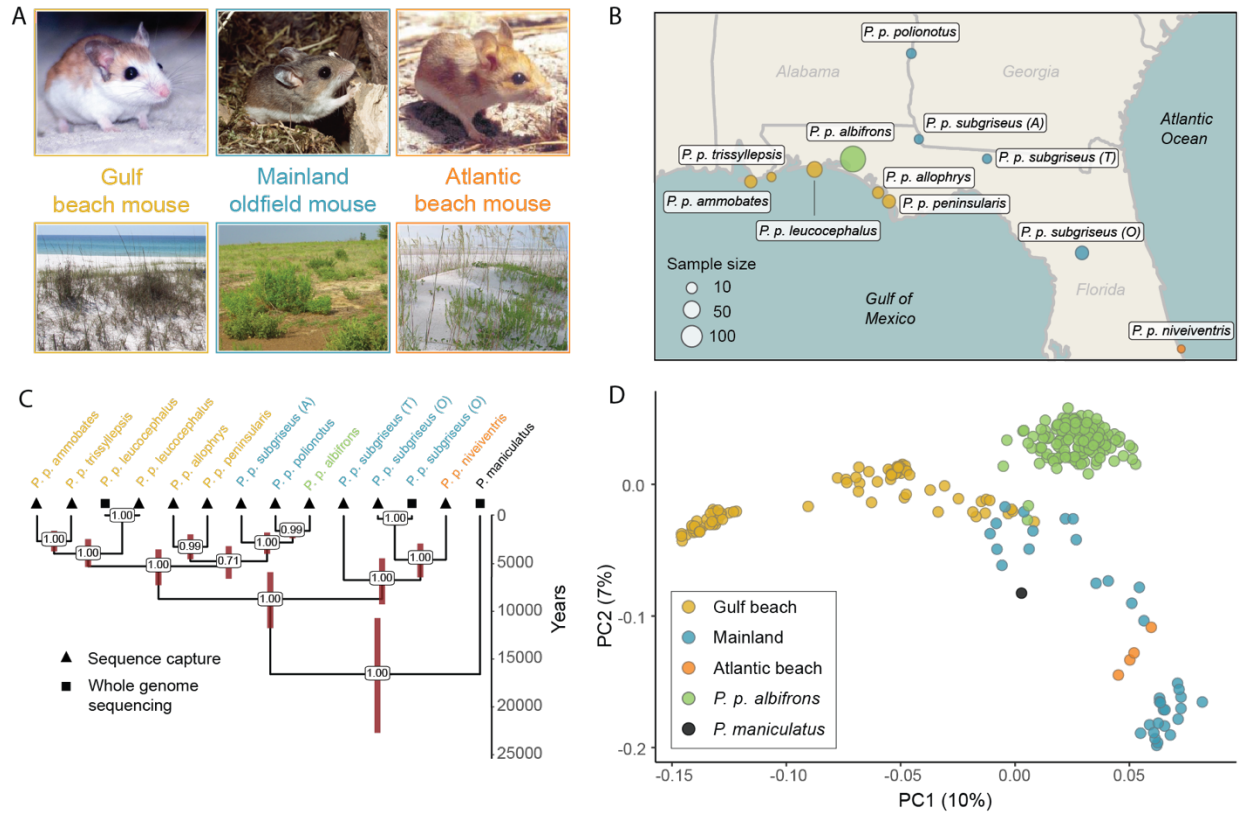 A
Gulf
beach mouse
Mainland
oldfield mouse
Atlantic
beach mouse
B
P. p. polionotus
Alabama
Georgia
P. p. subgriseus (A)
Atlantic
Ocean
P. p. albifrons
P. p. trissyllepsis
P. p. subgriseus (T)
P. p. allophrys
P. p. ammobates
P. p. peninsularis
P. p. leucocephalus
P. p. subgriseus (O)
Sample size
10
50
100
Gulf of
Mexico
Florida
P. p. niveiventris
C
P. p. ammobates
P. p. trissyllepsis
P. p. leucocephalus
P. p. leucocephalus
P. p. allophrys
P. p. peninsularis
P. p. subgriseus (A)
P. p. polionotus
P. p. albifrons
P. p. subgriseus (T)
P. p. subgriseus (O)
P. p. subgriseus (O)
P. p. niveiventris
P. maniculatus
1.00
0.99
1.00
1.00
0.99
1.00
1.00
1.00
0.71
1.00
1.00
1.00
1.00
1.00
0
5000
10000
15000
20000
25000
Years
Sequence capture
Whole genome
sequencing
D
0.0
-0.1
-0.2
PC2 (7%)
Gulf beach
Mainland
Atlantic beach
P. p. albifrons
P. maniculatus
-0.15
-0.10
-0.05
0.00
0.05
PC1 (10%)